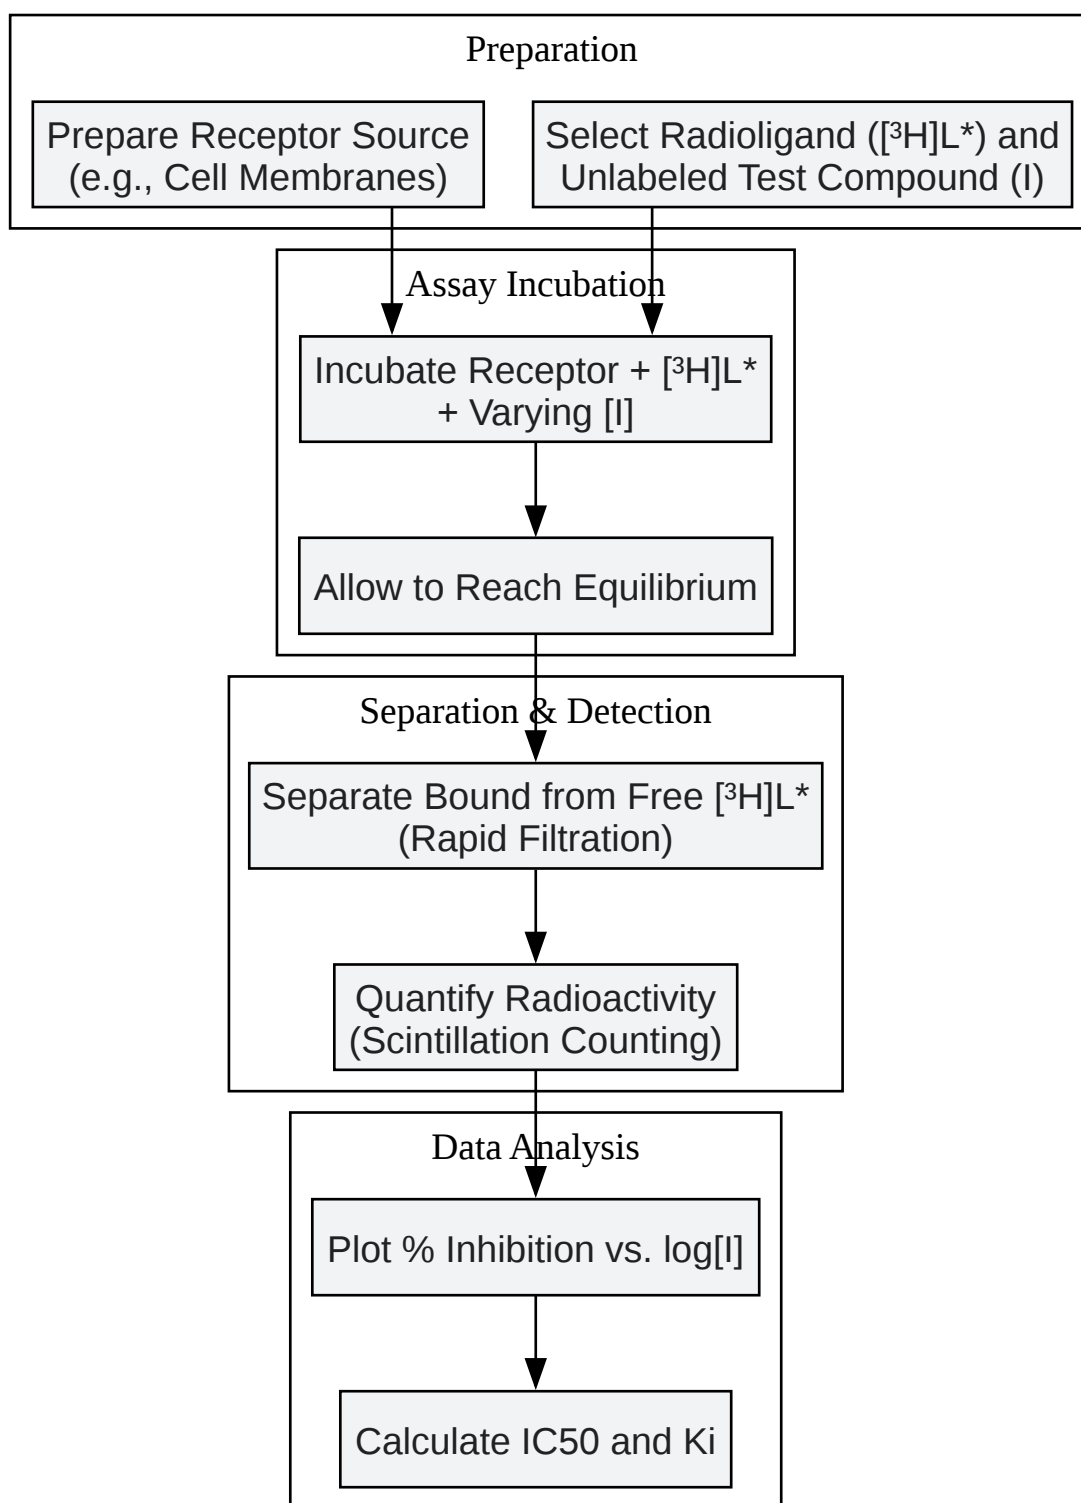 Preparation
Prepare Receptor Source
(e.g., Cell Membranes)
Select Radioligand ([³H]L*) and
Unlabeled Test Compound (I)
Assay Incubation
Incubate Receptor + [³H]L*
+ Varying [I]
Allow to Reach Equilibrium
Separation & Detection
Separate Bound from Free [³H]L*
(Rapid Filtration)
Quantify Radioactivity
(Scintillation Counting)
Data Analysis
Plot % Inhibition vs. log[I]
Calculate IC50 and Ki